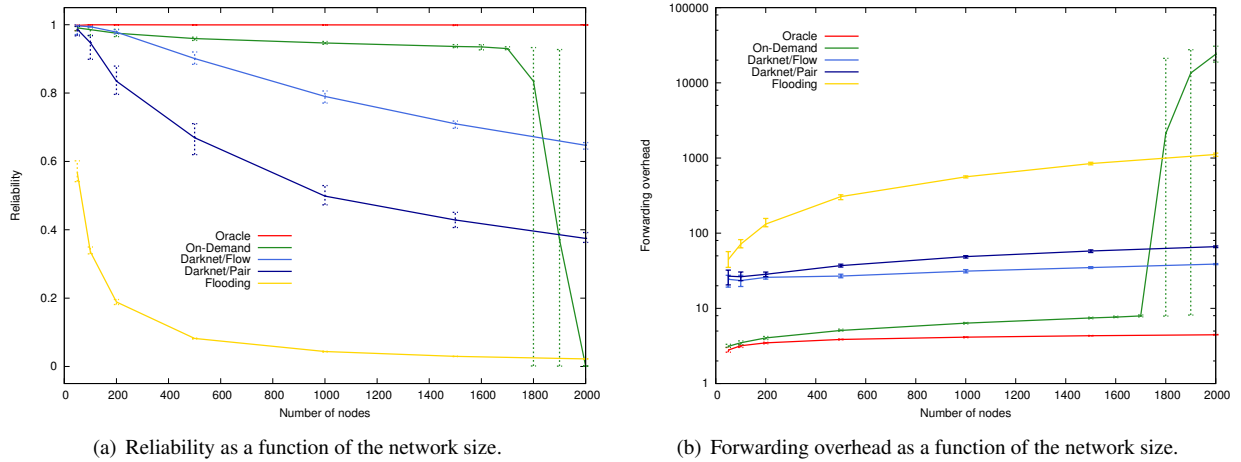 1
0.8
0.6
0.4
0.2
0
Reliability
Oracle
On-Demand
Darknet/Flow
Darknet/Pair
Flooding
0 200 400 600 800 1000 1200 1400 1600 1800 2000
Number of nodes
(a) Reliability as a function of the network size.
100000
10000
1000
100
10
1
Forwarding overhead
Oracle
On-Demand
Darknet/Flow
Darknet/Pair
Flooding
0 200 400 600 800 1000 1200 1400 1600 1800 2000
Number of nodes
(b) Forwarding overhead as a function of the network size.